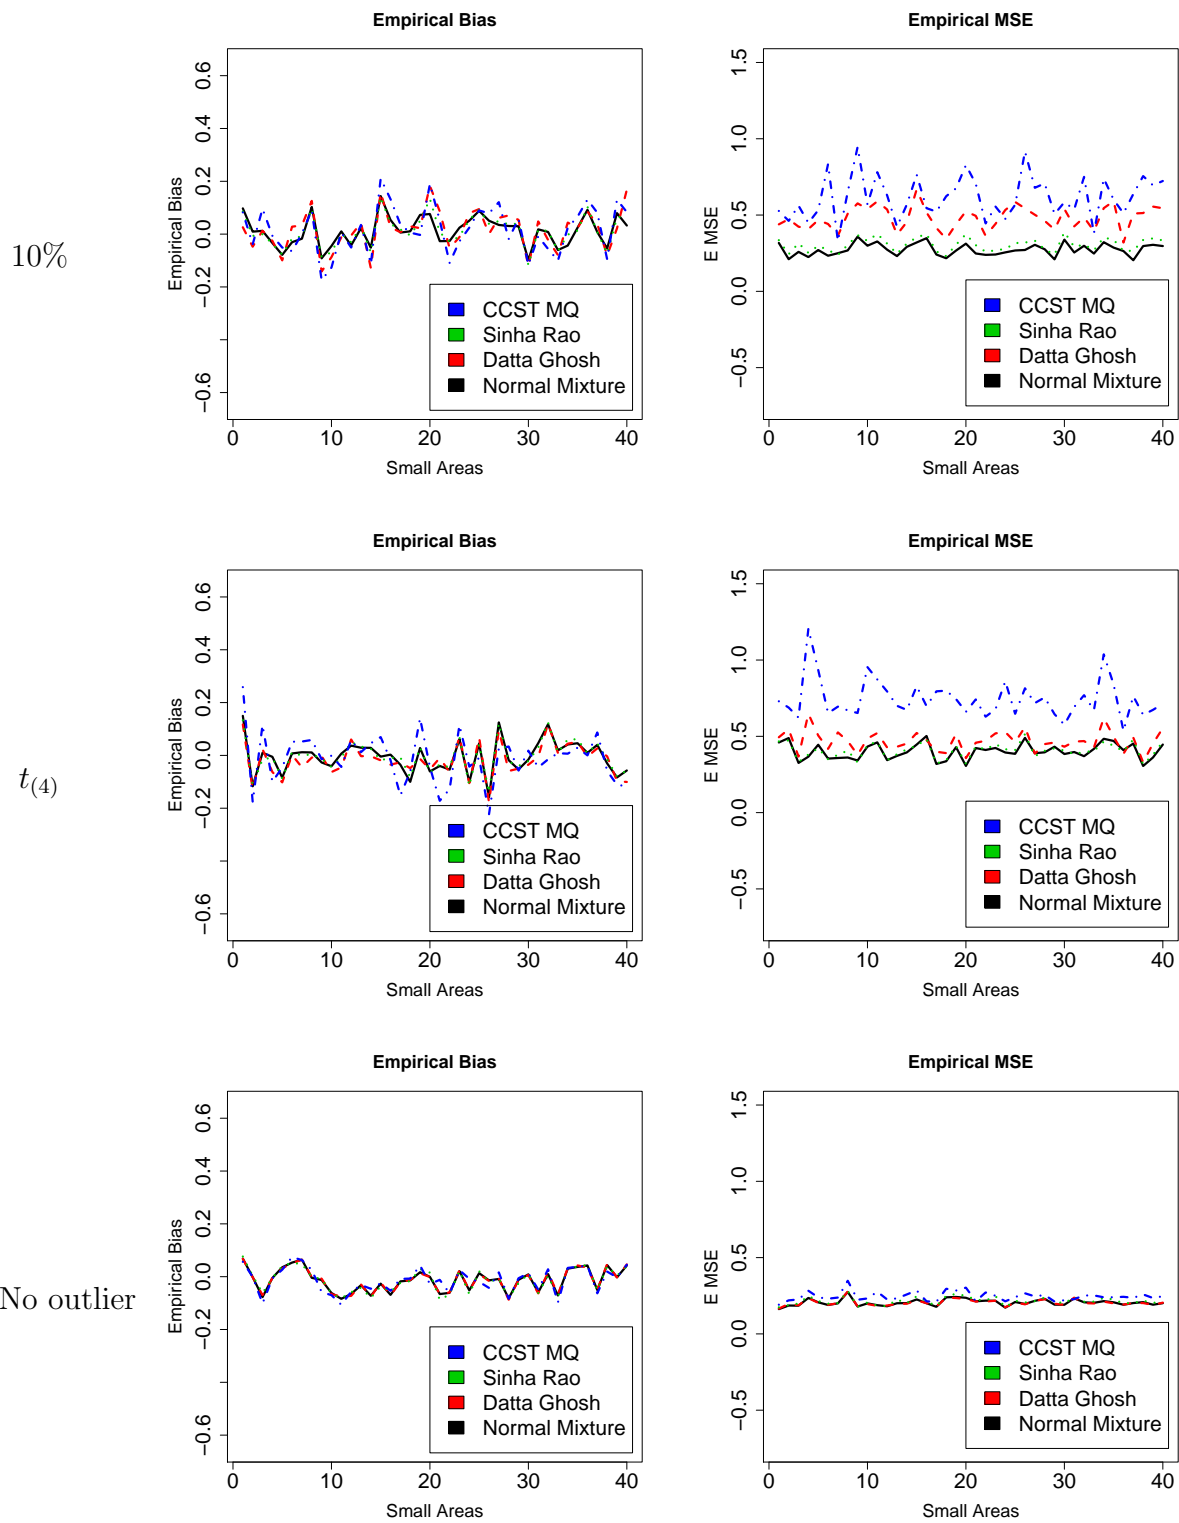 10%
Empirical Bias
Empirical Bias
0.6
0.4
0.2
0.0
−0.2
−0.6
0 10 20 30 40
Small Areas
CCST MQ
Sinha Rao
Datta Ghosh
Normal Mixture
Empirical MSE
E MSE
1.5
1.0
0.5
0.0
−0.5
0 10 20 30 40
Small Areas
CCST MQ
Sinha Rao
Datta Ghosh
Normal Mixture
t(4)
Empirical Bias
Empirical Bias
0.6
0.4
0.2
0.0
−0.2
−0.6
0 10 20 30 40
Small Areas
CCST MQ
Sinha Rao
Datta Ghosh
Normal Mixture
Empirical MSE
E MSE
1.5
1.0
0.5
0.0
−0.5
0 10 20 30 40
Small Areas
CCST MQ
Sinha Rao
Datta Ghosh
Normal Mixture
No outlier
Empirical Bias
Empirical Bias
0.6
0.4
0.2
0.0
−0.2
−0.6
0 10 20 30 40
Small Areas
CCST MQ
Sinha Rao
Datta Ghosh
Normal Mixture
Empirical MSE
E MSE
1.5
1.0
0.5
0.0
−0.5
0 10 20 30 40
Small Areas
CCST MQ
Sinha Rao
Datta Ghosh
Normal Mixture